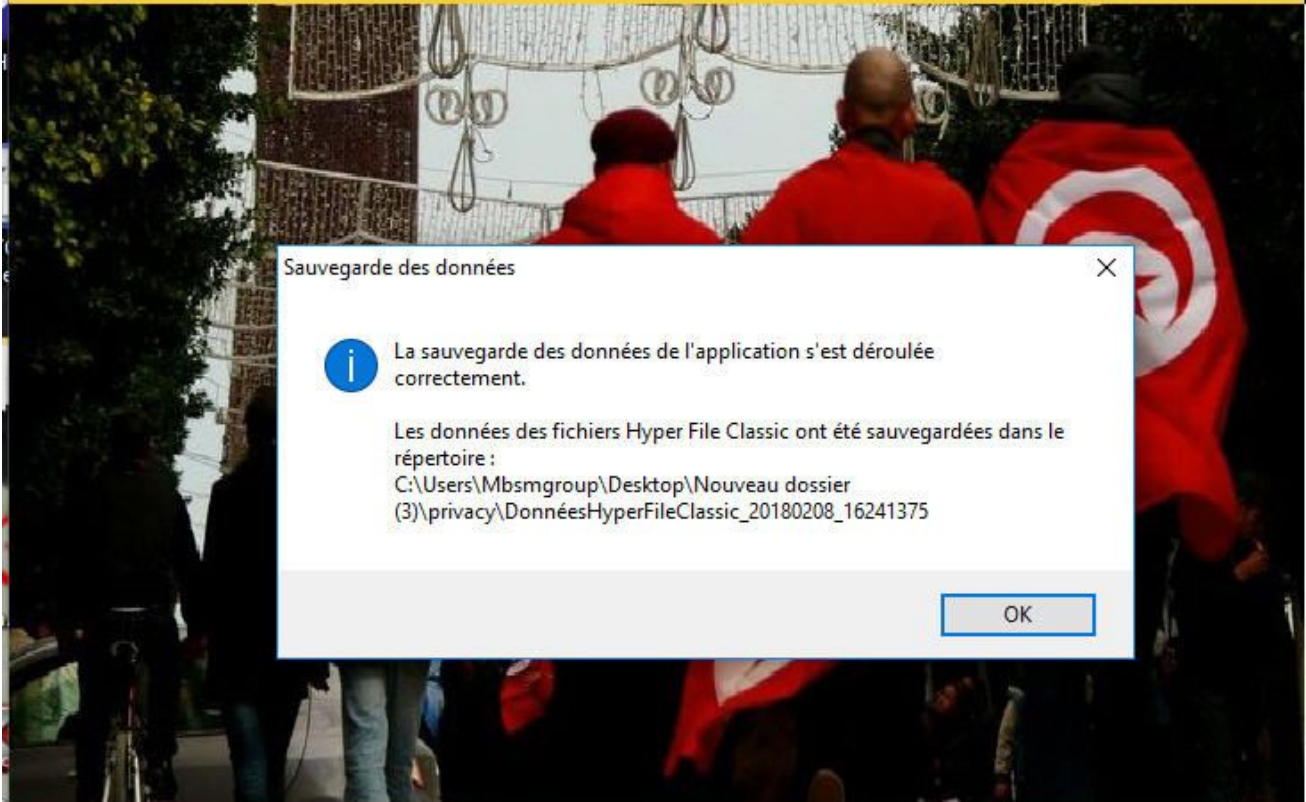 Sauvegarde des données
La sauvegarde des données de l'application s'est déroulée
correctement.
Les données des fichiers Hyper File Classic ont été sauvegardées dans le
répertoire :
C:\Users\Mbsmgroup\Desktop\Nouveau dossier
(3)\privacy\DonnéesHyperFileClassic_20180208_16241375
OK